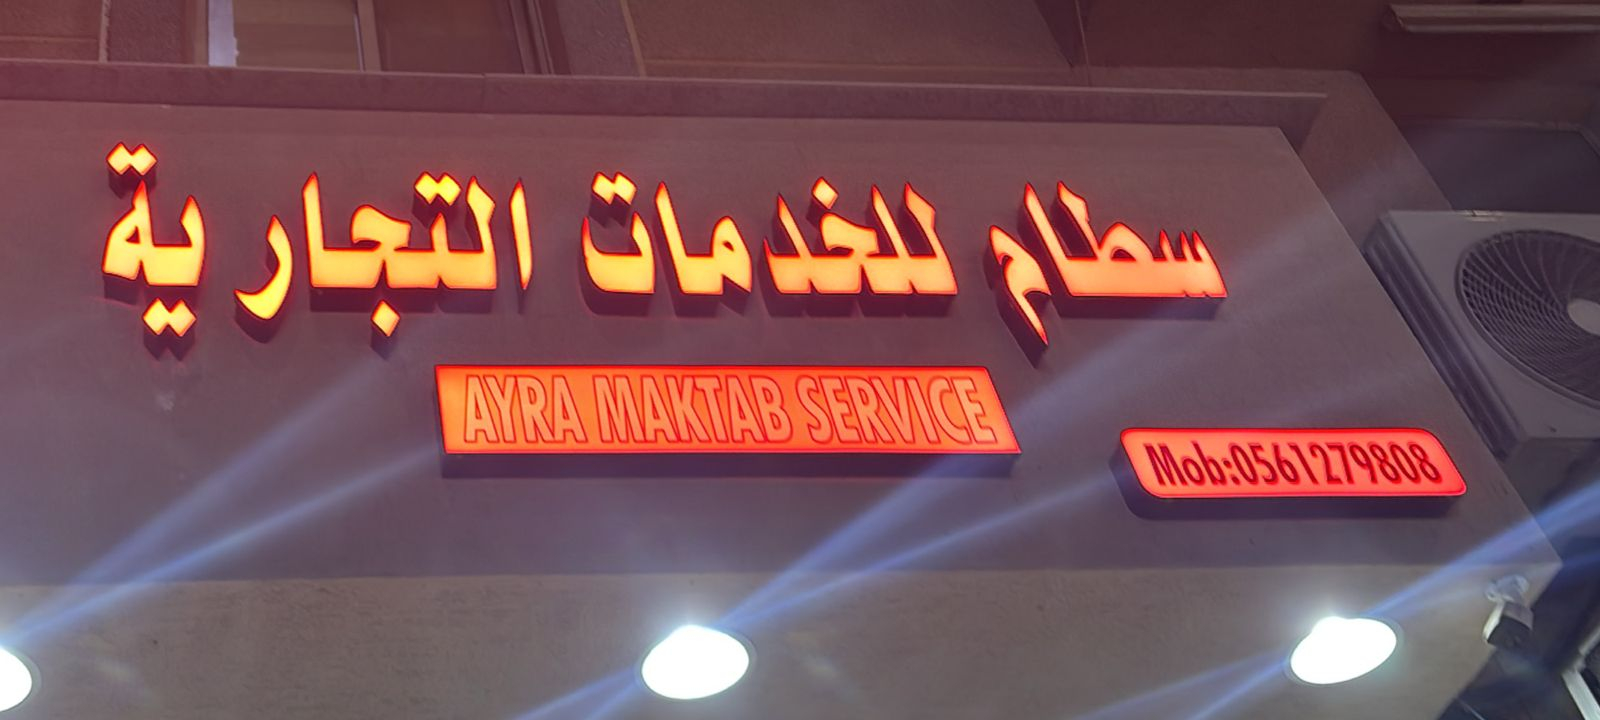 سطام للخدمات التجارية
AYRA MAKTAB SERVICE
Mob:0561279808